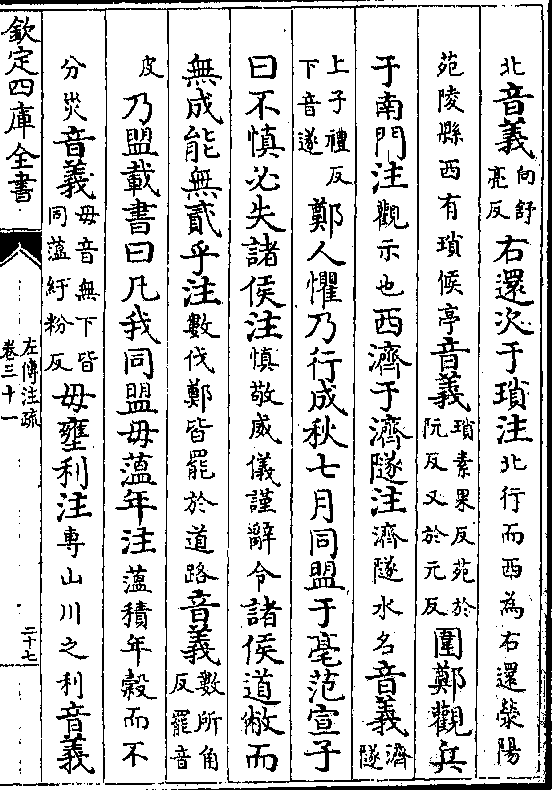 北音義向舒亮反右還次于瑣注北行而西為右還滎陽
苑陵縣西有瑣候亭音義瑣素果反苑於阮反又於元反圍鄭觀兵
于南門注觀示也西濟于濟隧注濟隧水名音義濟
上子禮反下音遂鄭人懼乃行成秋七月同盟于亳范宣子
曰不慎必失諸侯注慎敬威儀謹辭令諸侯道敝而
無成能無貳乎注數伐鄭皆罷於道路音義數所角反罷音
皮乃盟載書曰凡我同盟毋薀年注薀積年穀而不
分災音義毋音無下皆同薀紆粉反毋壅利注専山川之利音義
欽定四庫全書
左傳注疏
卷三十一
二十七